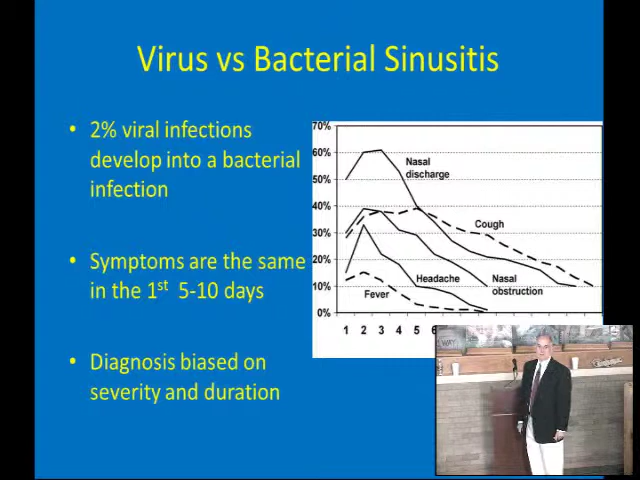 Virus vs Bacterial Sinusitis
• 2% viral infections
develop into a bacterial
infection
• Symptoms are the same
in the 1st 5-10 days
• Diagnosis biased on
severity and duration
70%
60%
50%
40%
30%
20%
10%
0%
Nasal
discharge
Cough
Headache
Nasal
obstruction
Fever
1 2 3 4 5
WAY